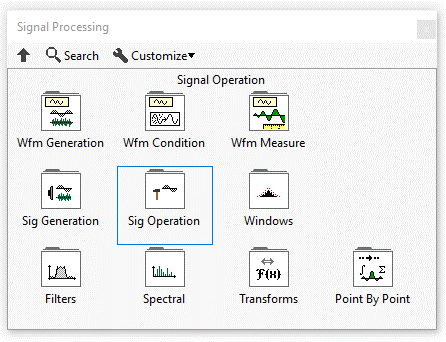 Signal Processing
Search Customize
Signal Operation
Wfm Generation Wfm Condition Wfm Measure
Sig Generation Sig Operation Windows
F(x)
Filters Spectral Transforms Point By Point